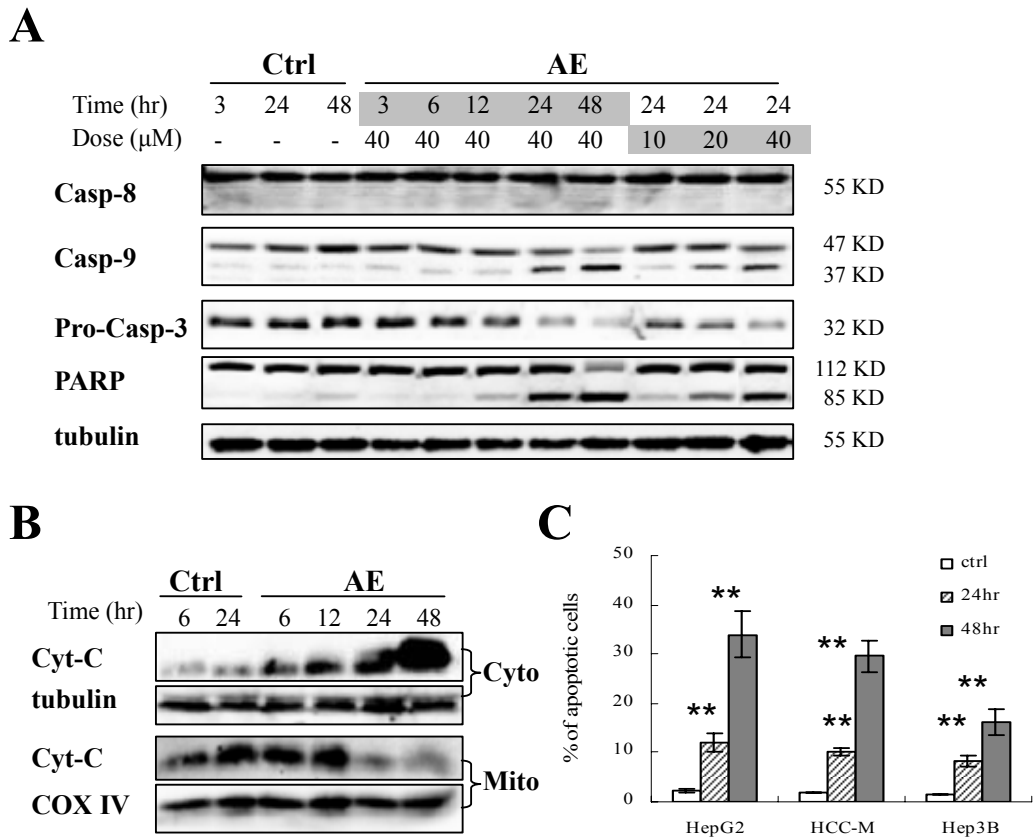 A
Ctrl AE
Time (hr) 3 24 48 3 6 12 24 48 24 24 24
Dose (μM) - - - 40 40 40 40 40 10 20 40
Casp-8 55 KD
Casp-9 47 KD
37 KD
Pro-Casp-3 32 KD
PARP 112 KD
85 KD
tubulin 55 KD
B
Ctrl AE
Time (hr) 6 24 6 12 24 48
Cyt-C
Cyto
tubulin
Cyt-C
Mito
COX IV
C
% of apoptotic cells
50
40
30
20
10
0
ctrl
24hr
48hr
** **
** **
** **
HepG2 HCC-M Hep3B